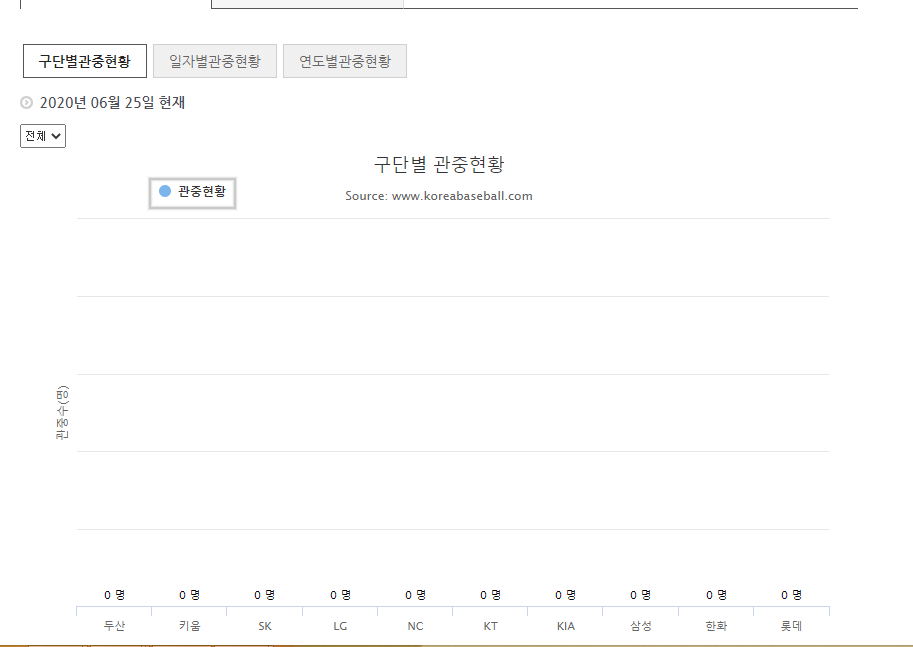 구단별관중현황 일자별관중현황 연도별관중현황
2020년 06월 25일 현재
전체
구단별 관중현황
관중현황
Source: www.koreabaseball.com
관중수(명)
0 명 0 명 0 명 0 명 0 명 0 명 0 명 0 명 0 명 0 명
두산 키움 SK LG NC KT KIA 삼성 한화 롯데